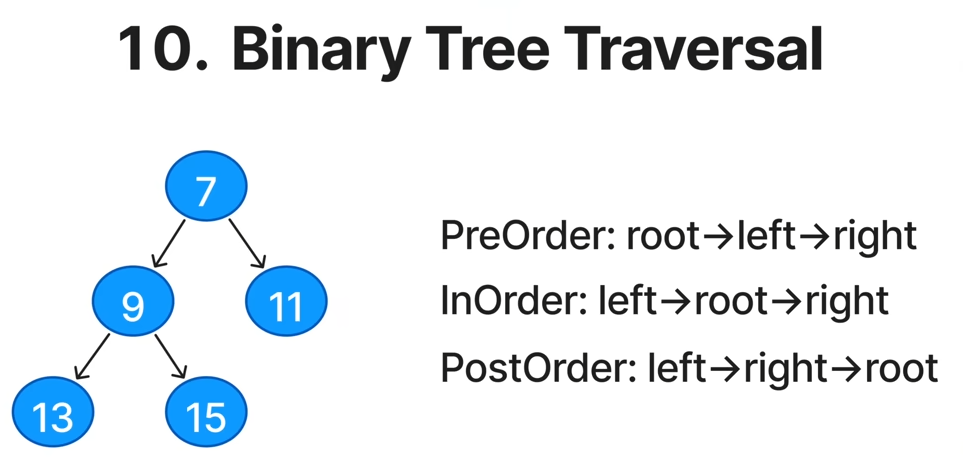 10. Binary Tree Traversal
7
9
11
13
15
PreOrder: root→left→right
InOrder: left→root→right
PostOrder: left→right→root